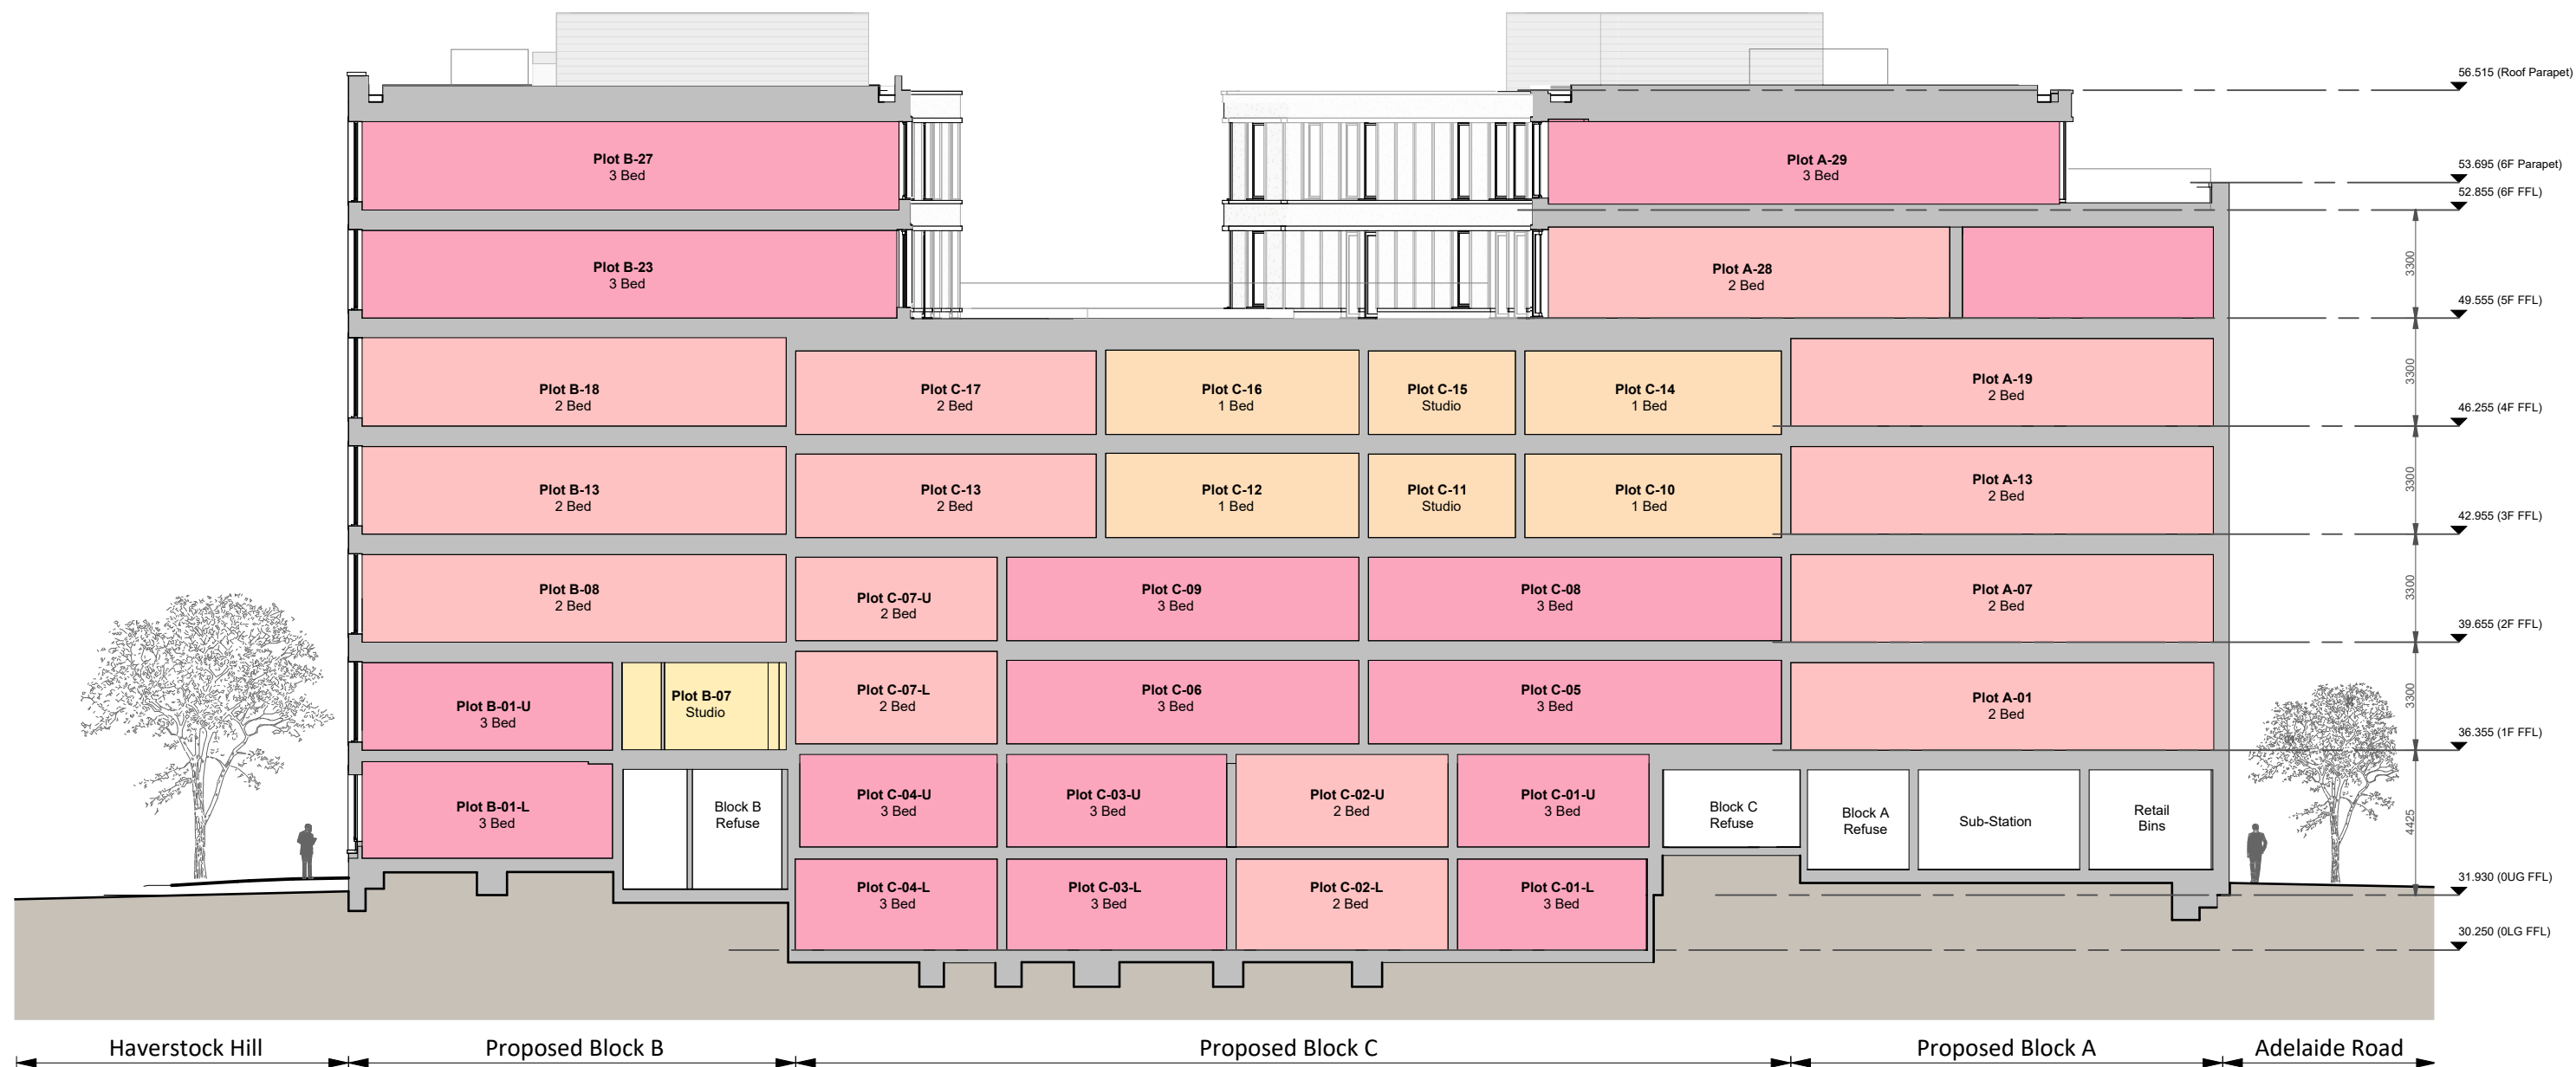 56.515 (Roof Parapet)
Plot B-27
3 Bed
Plot A-29
3 Bed
53.695 (6F Parapet)
52.855 (6F FFL)
Plot B-23
3 Bed
Plot A-28
2 Bed
3300
49.555 (5F FFL)
Plot B-18
2 Bed
Plot C-17
2 Bed
Plot C-16
1 Bed
Plot C-15
Studio
Plot C-14
1 Bed
Plot A-19
2 Bed
3300
46.255 (4F FFL)
Plot B-13
2 Bed
Plot C-13
2 Bed
Plot C-12
1 Bed
Plot C-11
Studio
Plot C-10
1 Bed
Plot A-13
2 Bed
3300
42.955 (3F FFL)
Plot B-08
2 Bed
Plot C-07-U
2 Bed
Plot C-09
3 Bed
Plot C-08
3 Bed
Plot A-07
2 Bed
3300
39.655 (2F FFL)
Plot B-01-U
3 Bed
Plot B-07
Studio
Plot C-07-L
2 Bed
Plot C-06
3 Bed
Plot C-05
3 Bed
Plot A-01
2 Bed
3300
36.355 (1F FFL)
Plot B-01-L
3 Bed
Block B
Refuse
Plot C-04-U
3 Bed
Plot C-03-U
3 Bed
Plot C-02-U
2 Bed
Plot C-01-U
3 Bed
Block C
Refuse
Block A
Refuse
Sub-Station
Retail
Bins
4425
31.930 (0UG FFL)
Plot C-04-L
3 Bed
Plot C-03-L
3 Bed
Plot C-02-L
2 Bed
Plot C-01-L
3 Bed
30.250 (0LG FFL)
Haverstock Hill
Proposed Block B
Proposed Block C
Proposed Block A
Adelaide Road